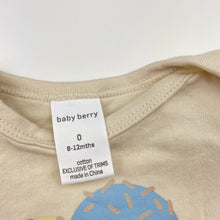 baby berry
0
6-12mths
cotton
EXCLUSIVE OF TRIMS
made in China